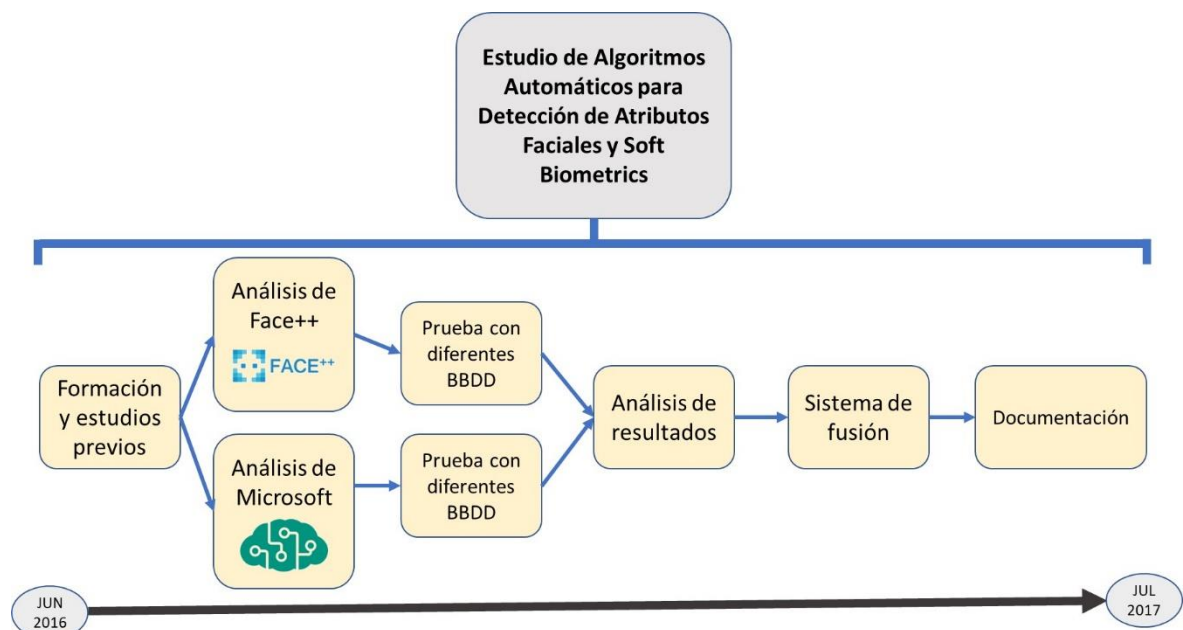 Estudio de Algoritmos
Automáticos para
Detección de Atributos
Faciales y Soft
Biometrics
Formación
y estudios
previos
Análisis de
Face++
FACE++
Prueba con
diferentes
BBDD
Análisis de
Microsoft
Prueba con
diferentes
BBDD
Análisis de
resultados
Sistema de
fusión
Documentación
JUN
2016
JUL
2017